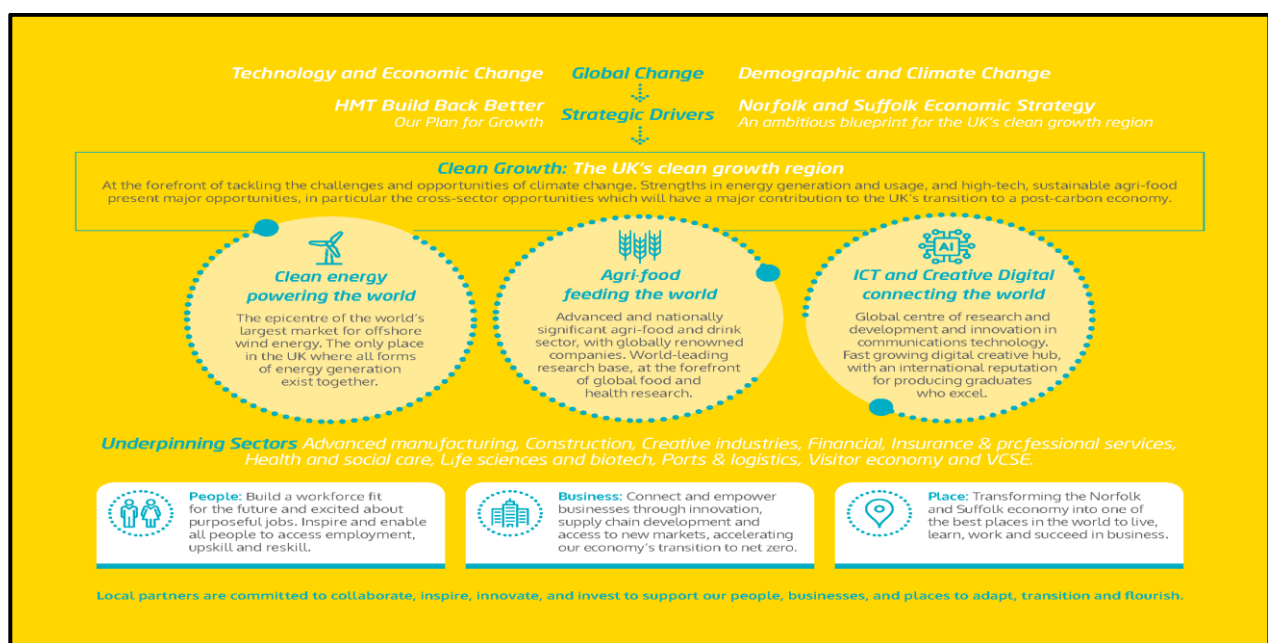 Technology and Economic Change Global Change Demographic and Climate Change
HMT Build Back Better
Our Plan for Growth
Strategic Drivers
Norfolk and Suffolk Economic Strategy
An ambitious blueprint for the UK's clean growth region
Clean Growth: The UK's clean growth region
At the forefront of tackling the challenges and opportunities of climate change. Strengths in energy generation and usage, and high-tech, sustainable agri-food
present major opportunities, in particular the cross-sector opportunities which will have a major contribution to the UK's transition to a post-carbon economy.
Clean energy
powering the world
The epicentre of the world's
largest market for offshore
wind energy. The only place
in the UK where all forms
of energy generation
exist together.
Agri-food
feeding the world
Advanced and nationally
significant agri-food and drink
sector, with globally renowned
companies. World-leading
research base, at the forefront
of global food and
health research.
AI
ICT and Creative Digital
connecting the world
Global centre of research and
development and innovation in
communications technology.
Fast growing digital creative hub,
with an international reputation
for producing graduates
who excel.
Underpinning Sectors Advanced manufacturing, Construction, Creative industries, Financial, Insurance & professional services,
Health and social care, Life sciences and biotech, Ports & logistics, Visitor economy and VCSE.
People: Build a workforce fit
for the future and excited about
purposeful jobs. Inspire and enable
all people to access employment,
upskill and reskill.
Business: Connect and empower
businesses through innovation,
supply chain development and
access to new markets, accelerating
our economy's transition to net zero.
Place: Transforming the Norfolk
and Suffolk economy into one of
the best places in the world to live,
learn, work and succeed in business.
Local partners are committed to collaborate, inspire, innovate, and invest to support our people, businesses, and places to adapt, transition and flourish.